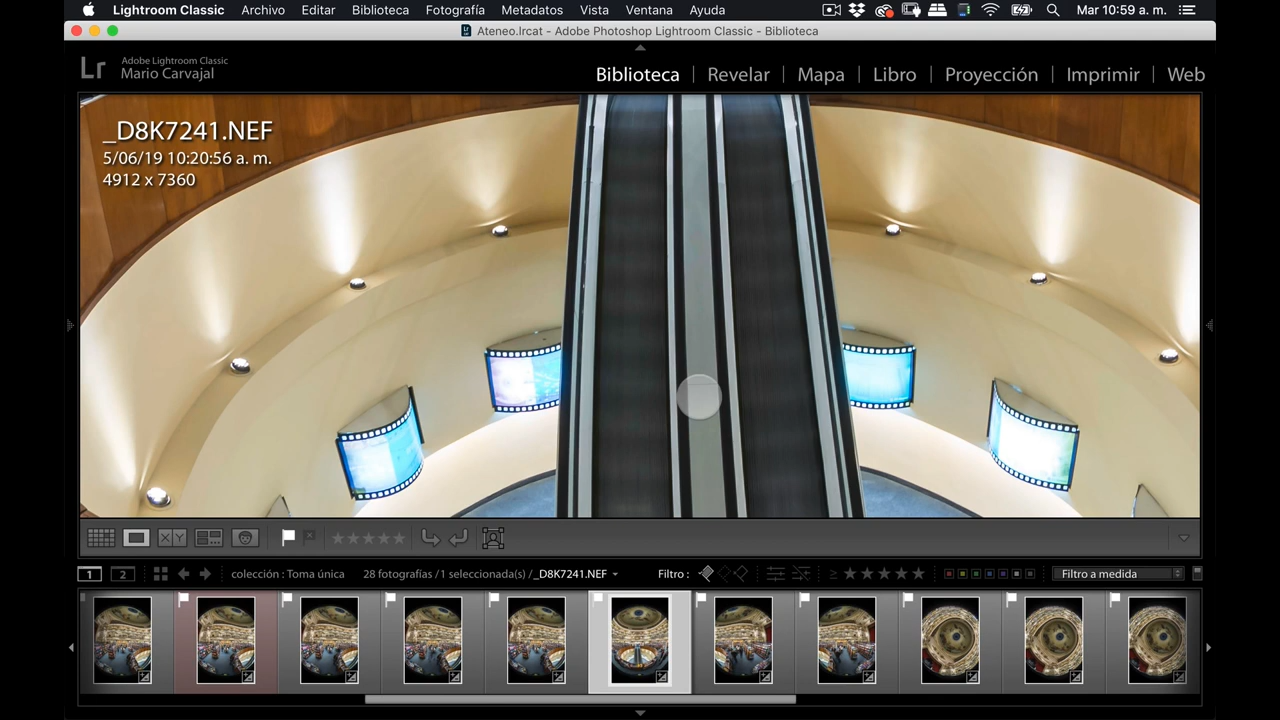 Lightroom Classic Archivo Editar Biblioteca Fotografía Metadatos Vista Ventana Ayuda Mar 10:59 a. m.
Ateneo.lrcat - Adobe Photoshop Lightroom Classic - Biblioteca
Lr Adobe Lightroom Classic
Mario Carvajal
Biblioteca | Revelar | Mapa | Libro | Proyección | Imprimir | Web
_D8K7241.NEF
5/06/19 10:20:56 a. m.
4912 x 7360
X Y
1 2 colección : Toma única 28 fotografías /1 seleccionada(s) /_D8K7241.NEF Filtro : ≥ Filtro a medida